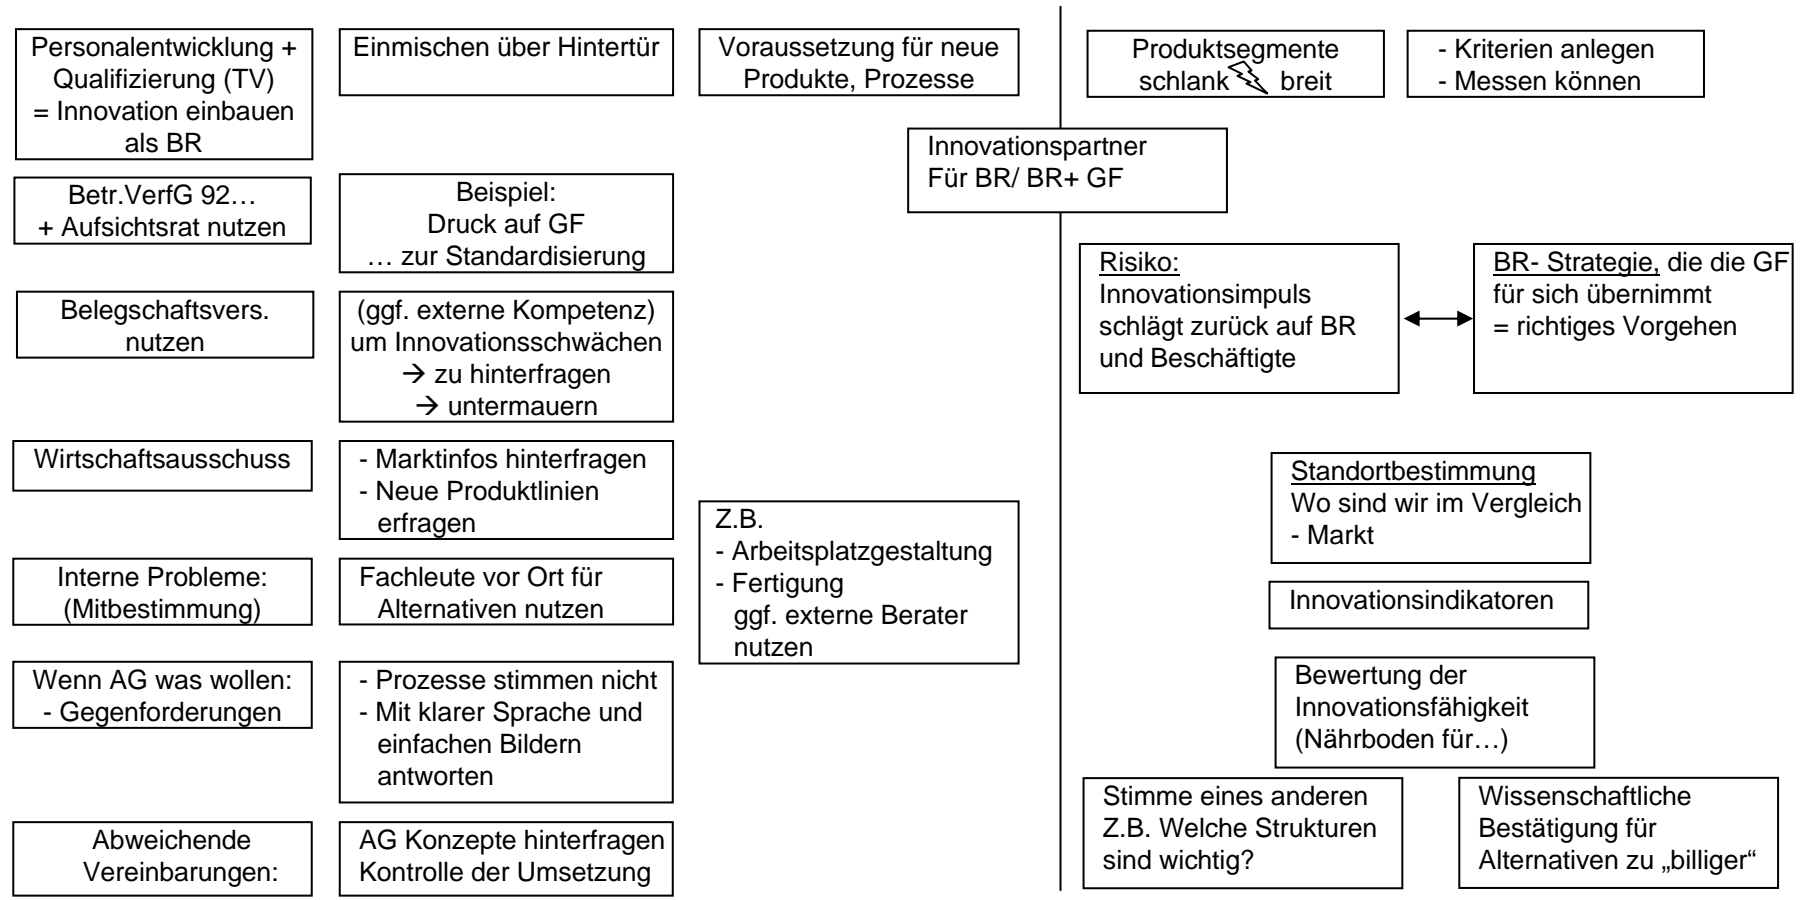 Personalentwicklung +
Qualifizierung (TV)
= Innovation einbauen
als BR
Einmischen über Hintertür
Voraussetzung für neue
Produkte, Prozesse
Produktsegmente
schlank breit
- Kriterien anlegen
- Messen können
Innovationspartner
Für BR/ BR+ GF
Betr.VerfG 92…
+ Aufsichtsrat nutzen
Beispiel:
Druck auf GF
… zur Standardisierung
Risiko:
Innovationsimpuls
schlägt zurück auf BR
und Beschäftigte
BR- Strategie, die die GF
für sich übernimmt
= richtiges Vorgehen
Belegschaftsvers.
nutzen
(ggf. externe Kompetenz)
um Innovationsschwächen
→ zu hinterfragen
→ untermauern
Wirtschaftsausschuss
- Marktinfos hinterfragen
- Neue Produktlinien
erfragen
Z.B.
- Arbeitsplatzgestaltung
- Fertigung
ggf. externe Berater
nutzen
Standortbestimmung
Wo sind wir im Vergleich
- Markt
Interne Probleme:
(Mitbestimmung)
Fachleute vor Ort für
Alternativen nutzen
Innovationsindikatoren
Wenn AG was wollen:
- Gegenforderungen
- Prozesse stimmen nicht
- Mit klarer Sprache und
einfachen Bildern
antworten
Bewertung der
Innovationsfähigkeit
(Nährboden für…)
Abweichende
Vereinbarungen:
AG Konzepte hinterfragen
Kontrolle der Umsetzung
Stimme eines anderen
Z.B. Welche Strukturen
sind wichtig?
Wissenschaftliche
Bestätigung für
Alternativen zu „billiger“